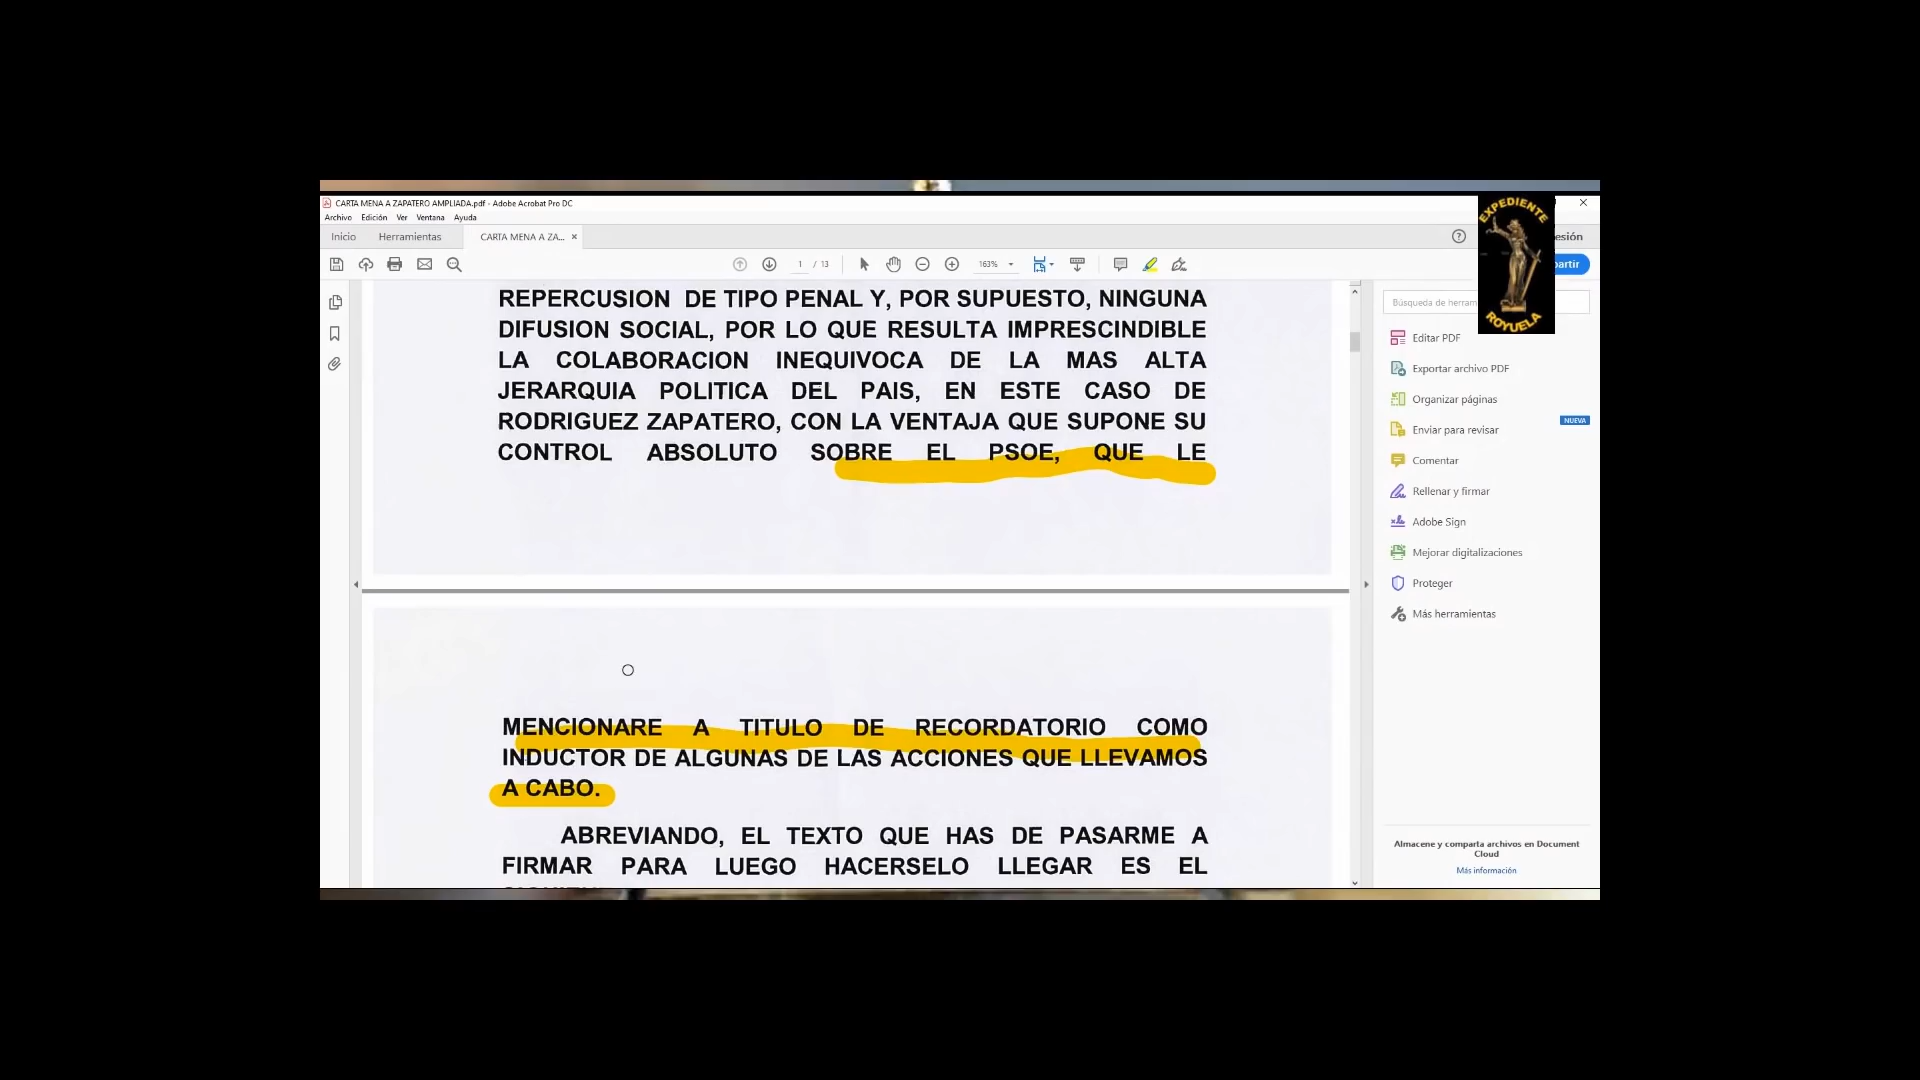 CARTA MENA A ZAPATERO AMPLIADA.pdf - Adobe Acrobat Pro DC
Archivo Edición Ver Ventana Ayuda
Inicio Herramientas CARTA MENA A ZA... × ? esión
1 / 13 163% partir
EXPEDIENTE
ROYUELA
REPERCUSION DE TIPO PENAL Y, POR SUPUESTO, NINGUNA
DIFUSION SOCIAL, POR LO QUE RESULTA IMPRESCINDIBLE
LA COLABORACION INEQUIVOCA DE LA MAS ALTA
JERARQUIA POLITICA DEL PAIS, EN ESTE CASO DE
RODRIGUEZ ZAPATERO, CON LA VENTAJA QUE SUPONE SU
CONTROL ABSOLUTO SOBRE EL PSOE, QUE LE
MENCIONARE A TITULO DE RECORDATORIO COMO
INDUCTOR DE ALGUNAS DE LAS ACCIONES QUE LLEVAMOS
A CABO.
ABREVIANDO, EL TEXTO QUE HAS DE PASARME A
FIRMAR PARA LUEGO HACERSELO LLEGAR ES EL
Búsqueda de herram
Editar PDF
Exportar archivo PDF
Organizar páginas
NUEVA
Enviar para revisar
Comentar
Rellenar y firmar
Adobe Sign
Mejorar digitalizaciones
Proteger
Más herramientas
Almacene y comparta archivos en Document
Cloud
Más información